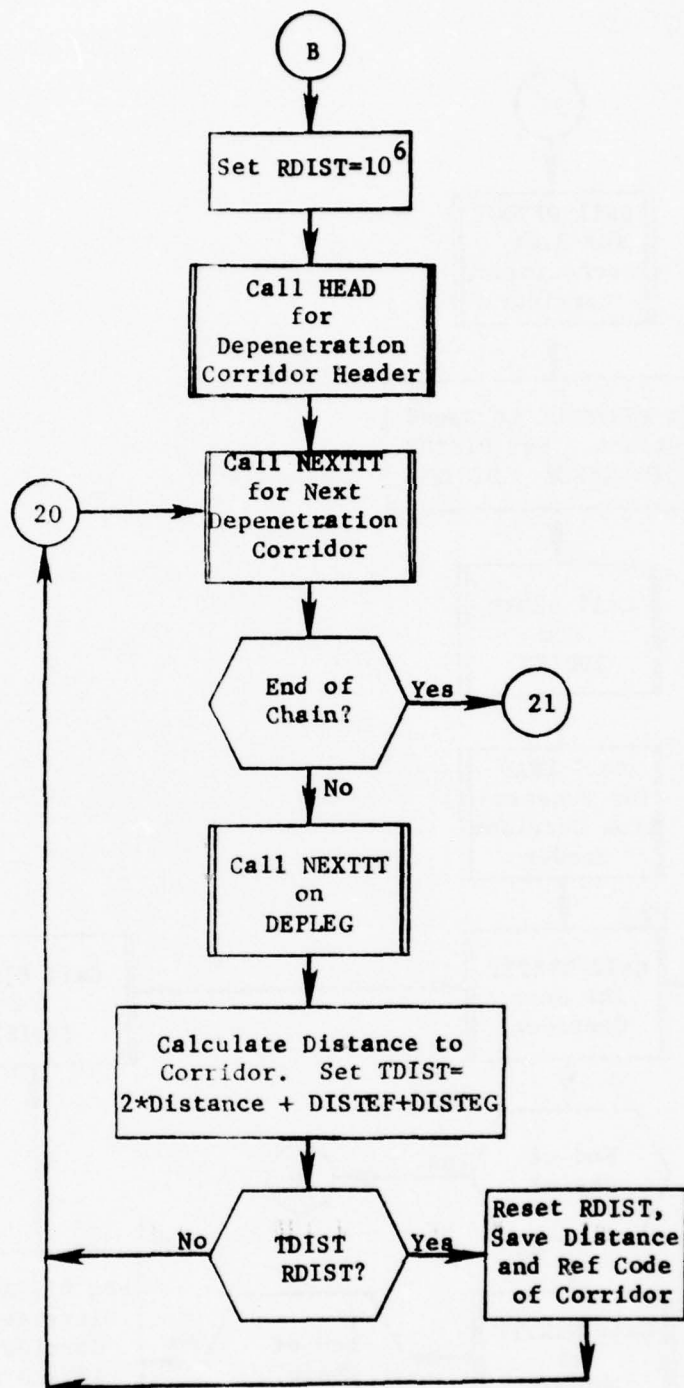 B
Set RDIST=10⁶
Call HEAD
for
Depenetration
Corridor Header
Call NEXTTT
for Next
Depenetration
Corridor
20
End of
Chain?
Yes
21
No
Call NEXTTT
on
DEPLEG
Calculate Distance to
Corridor. Set TDIST=
2*Distance + DISTEF+DISTEG
No
TDIST
RDIST?
Yes
Reset RDIST,
Save Distance
and Ref Code
of Corridor